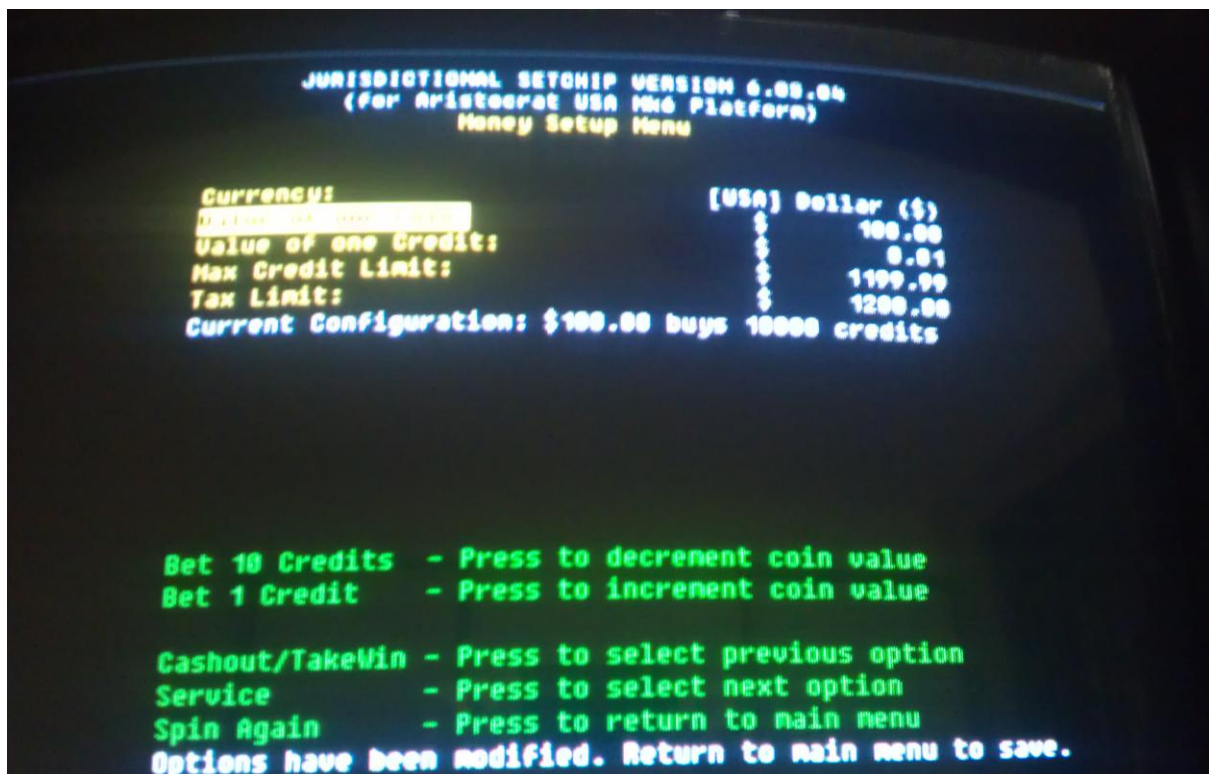 JURISDICTIONAL SETCHIP VERSION 6.03.04
(for Aristocrat USA Mk6 Platform)
Money Setup Menu
Currency: [USA] Dollar ($)
Value of one $ 100.00
Value of one Credit: $ 0.01
Max Credit Limit: $ 1199.99
Tax Limit: $ 1200.00
Current Configuration: $100.00 buys 10000 credits
Bet 10 Credits - Press to decrement coin value
Bet 1 Credit - Press to increment coin value
Cashout/TakeWin - Press to select previous option
Service - Press to select next option
Spin Again - Press to return to main menu
Options have been modified. Return to main menu to save.